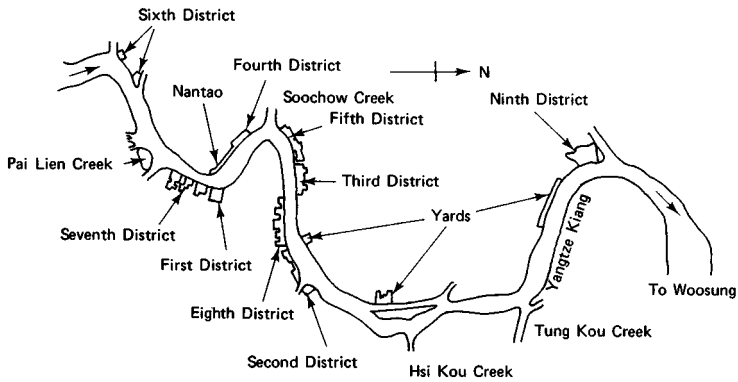 Sixth District
Fourth District
N
Nantao
Soochow Creek
Fifth District
Ninth District
Pai Lien Creek
Third District
Yards
Seventh District
First District
Yangtze Kiang
To Woosung
Eighth District
Tung Kou Creek
Second District
Hsi Kou Creek